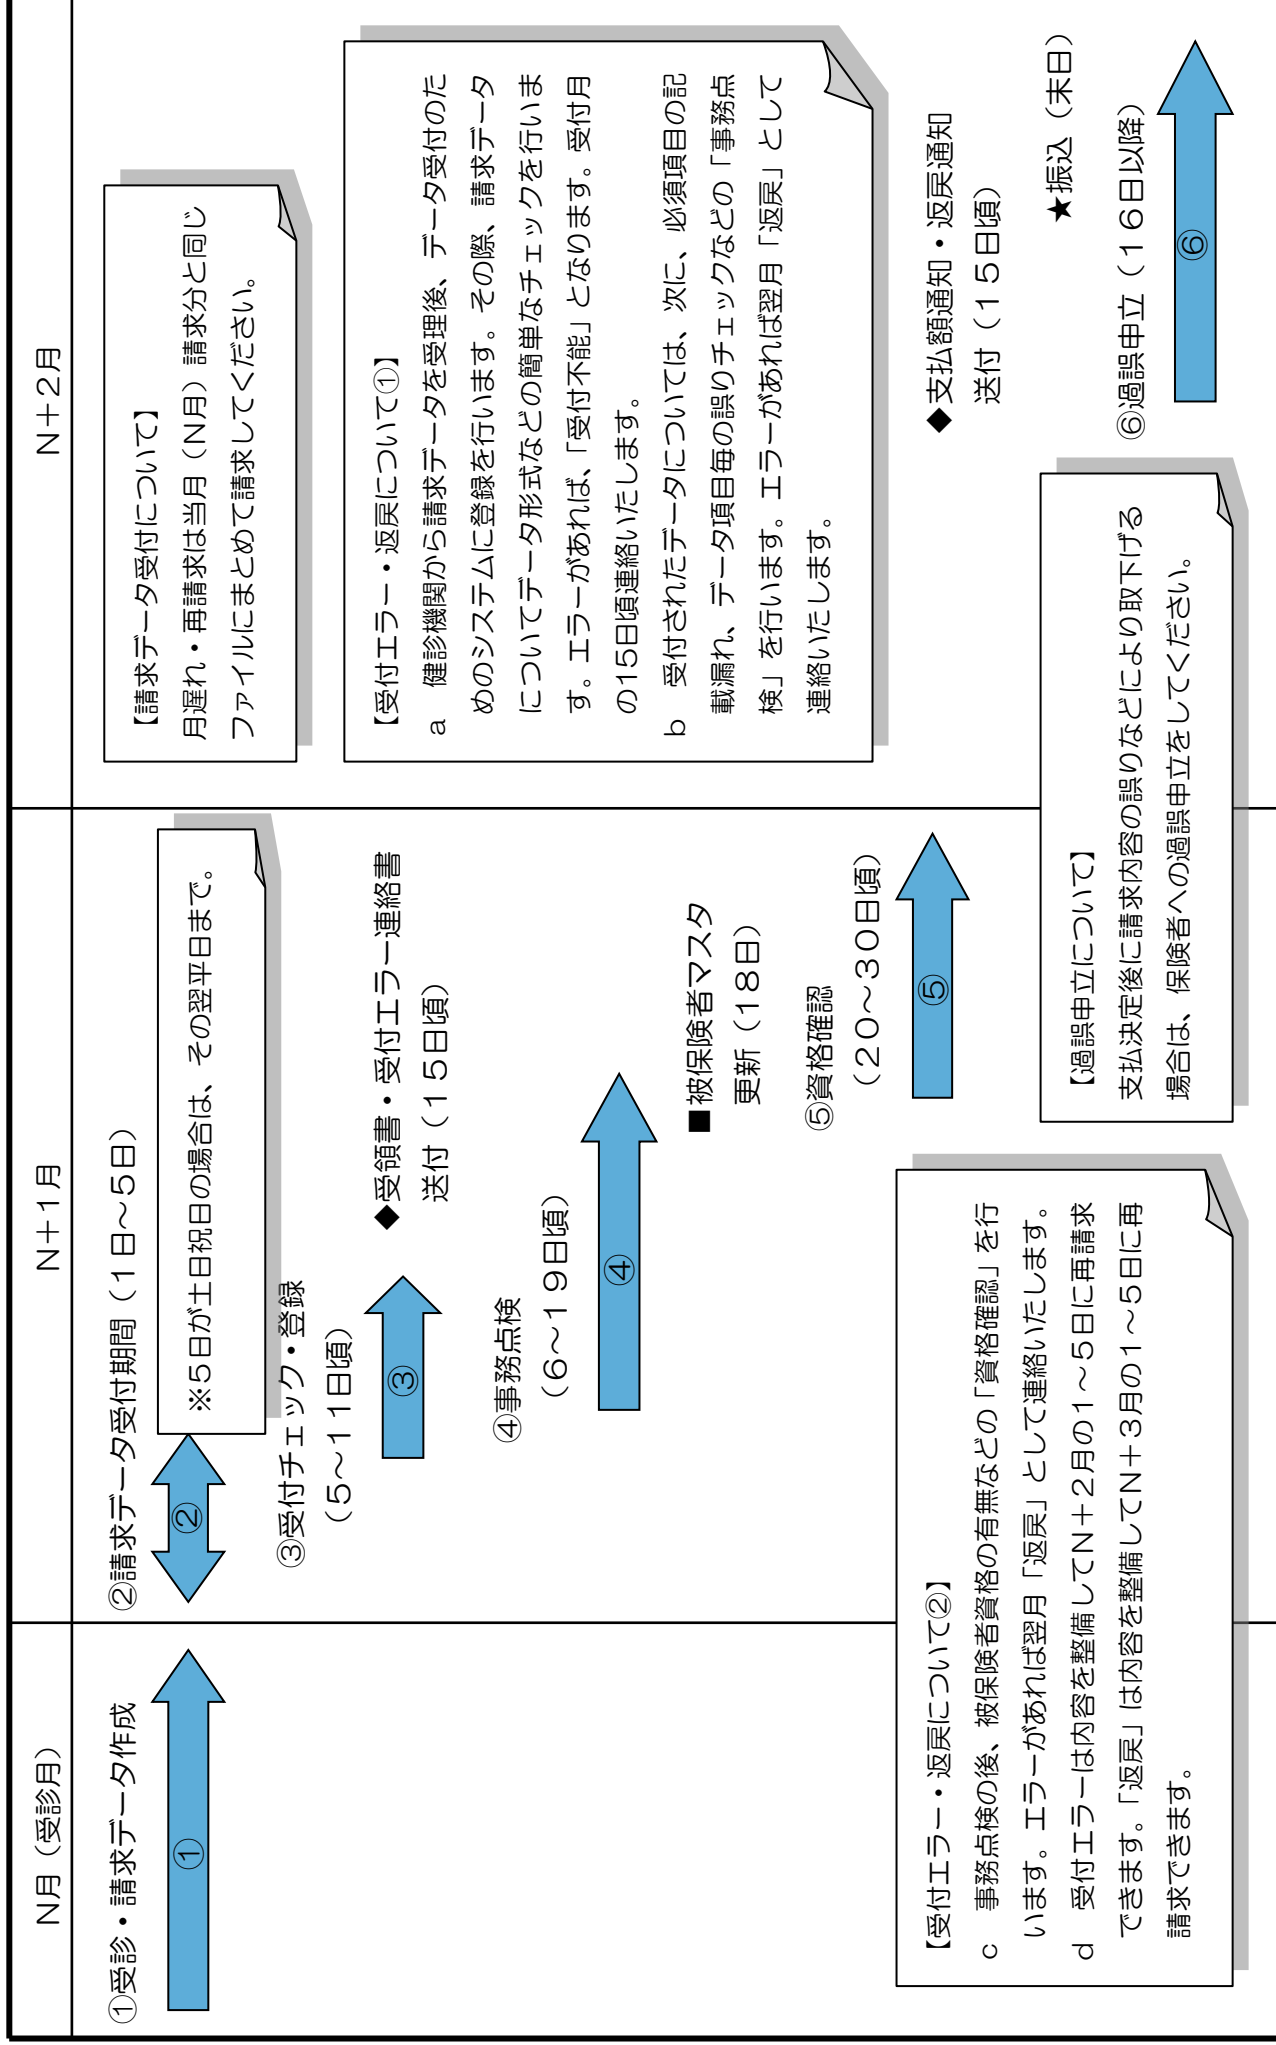 N月（受診月）
N＋1月
N＋2月
①受診・請求データ作成
①
②請求データ受付期間（1日～5日）
②
※5日が土日祝日の場合は、その翌平日まで。
③受付チェック・登録
（5～11日頃）
③
◆受領書・受付エラー連絡書
送付（15日頃）
④事務点検
（6～19日頃）
④
■被保険者マスタ
更新（18日）
⑤資格確認
（20～30日頃）
⑤
【請求データ受付について】
月遅れ・再請求は当月（N月）請求分と同じ
ファイルにまとめて請求してください。
【受付エラー・返戻について①】
a　健診機関から請求データを受理後、データ受付のた
めのシステムに登録を行います。その際、請求データ
についてデータ形式などの簡単なチェックを行いま
す。エラーがあれば、「受付不能」となります。受付月
の15日頃連絡いたします。
b　受付されたデータについては、次に、必須項目の記
載漏れ、データ項目毎の誤りチェックなどの「事務点
検」を行います。エラーがあれば翌月「返戻」として
連絡いたします。
◆支払額通知・返戻通知
送付（15日頃）
★振込（末日）
⑥過誤申立（16日以降）
⑥
【受付エラー・返戻について②】
c　事務点検の後、被保険者資格の有無などの「資格確認」を行
います。エラーがあれば翌月「返戻」として連絡いたします。
d　受付エラーは内容を整備してN＋2月の1～5日に再請求
できます。「返戻」は内容を整備してN＋3月の1～5日に再
請求できます。
【過誤申立について】
支払決定後に請求内容の誤りなどにより取下げる
場合は、保険者への過誤申立をしてください。